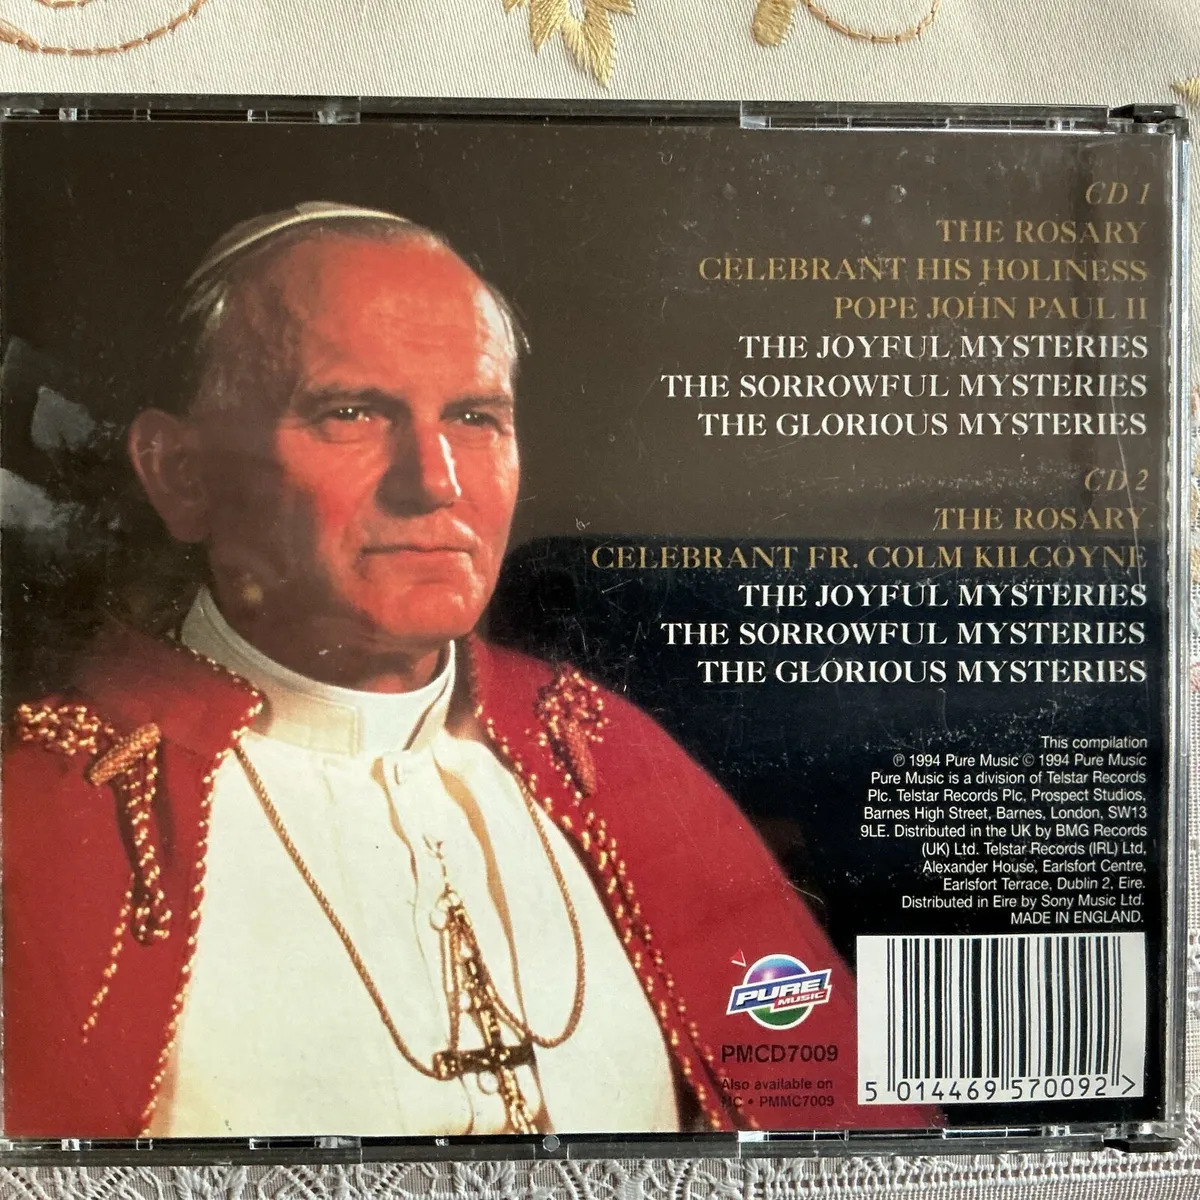 CD 1
THE ROSARY
CELEBRANT HIS HOLINESS
POPE JOHN PAUL II
THE JOYFUL MYSTERIES
THE SORROWFUL MYSTERIES
THE GLORIOUS MYSTERIES
CD 2
THE ROSARY
CELEBRANT FR. COLM KILCOYNE
THE JOYFUL MYSTERIES
THE SORROWFUL MYSTERIES
THE GLORIOUS MYSTERIES
This compilation
℗ 1994 Pure Music © 1994 Pure Music
Pure Music is a division of Telstar Records
Plc. Telstar Records Plc, Prospect Studios,
Barnes High Street, Barnes, London, SW13
9LE. Distributed in the UK by BMG Records
(UK) Ltd. Telstar Records (IRL) Ltd,
Alexander House, Earlsfort Centre,
Earlsfort Terrace, Dublin 2, Eire.
Distributed in Eire by Sony Music Ltd.
MADE IN ENGLAND.
PURE
MUSIC
PMCD7009
Also available on
MC • PMMC7009
5 014469 570092 >